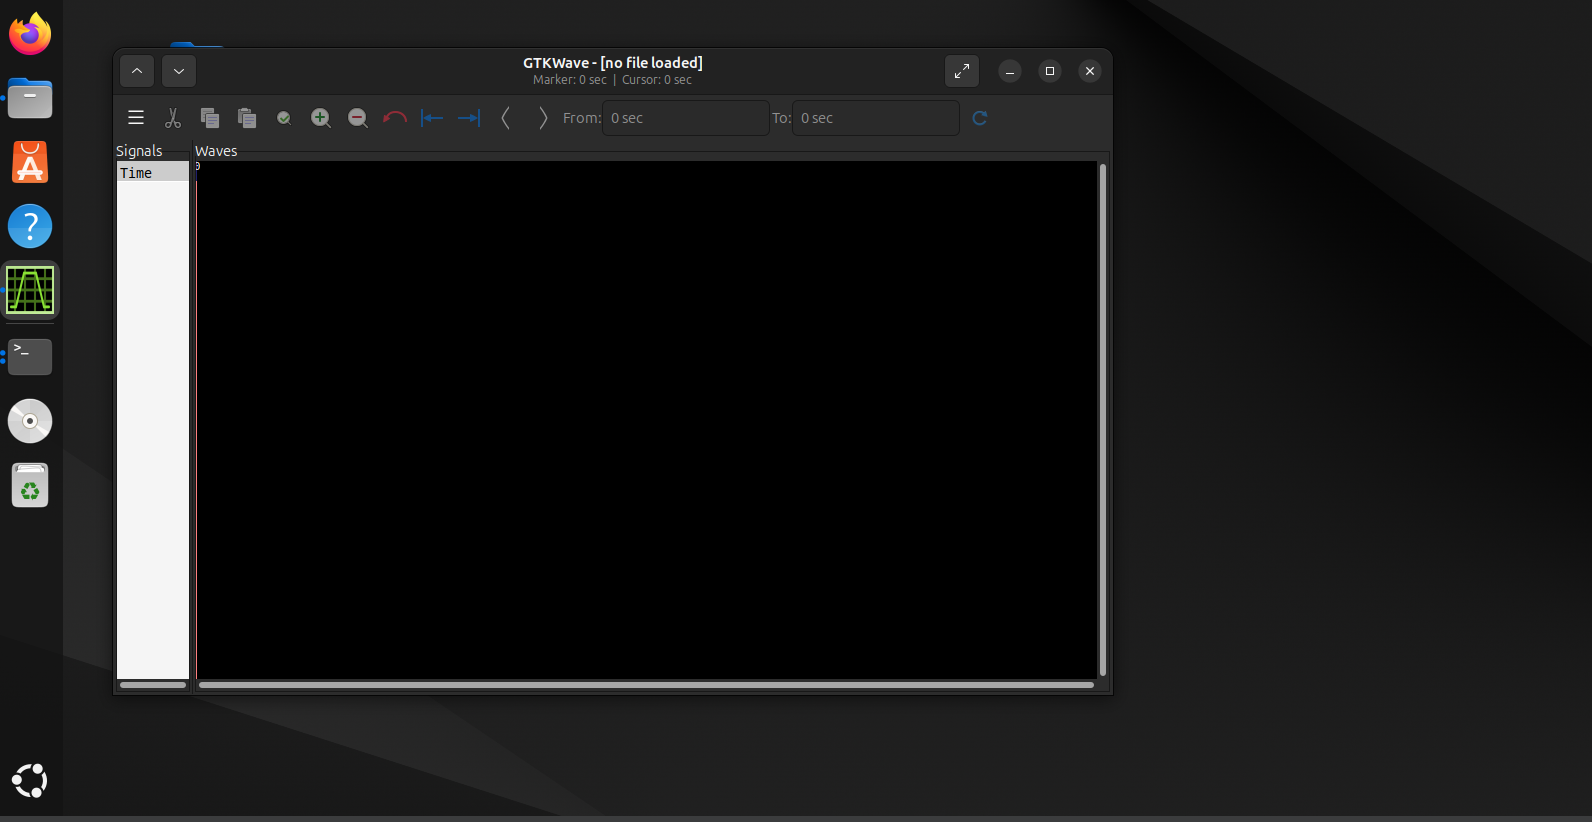 GTKWave - [no file loaded]
Marker: 0 sec | Cursor: 0 sec
From: 0 sec To: 0 sec
Signals Waves
Time 0
?
>_
A